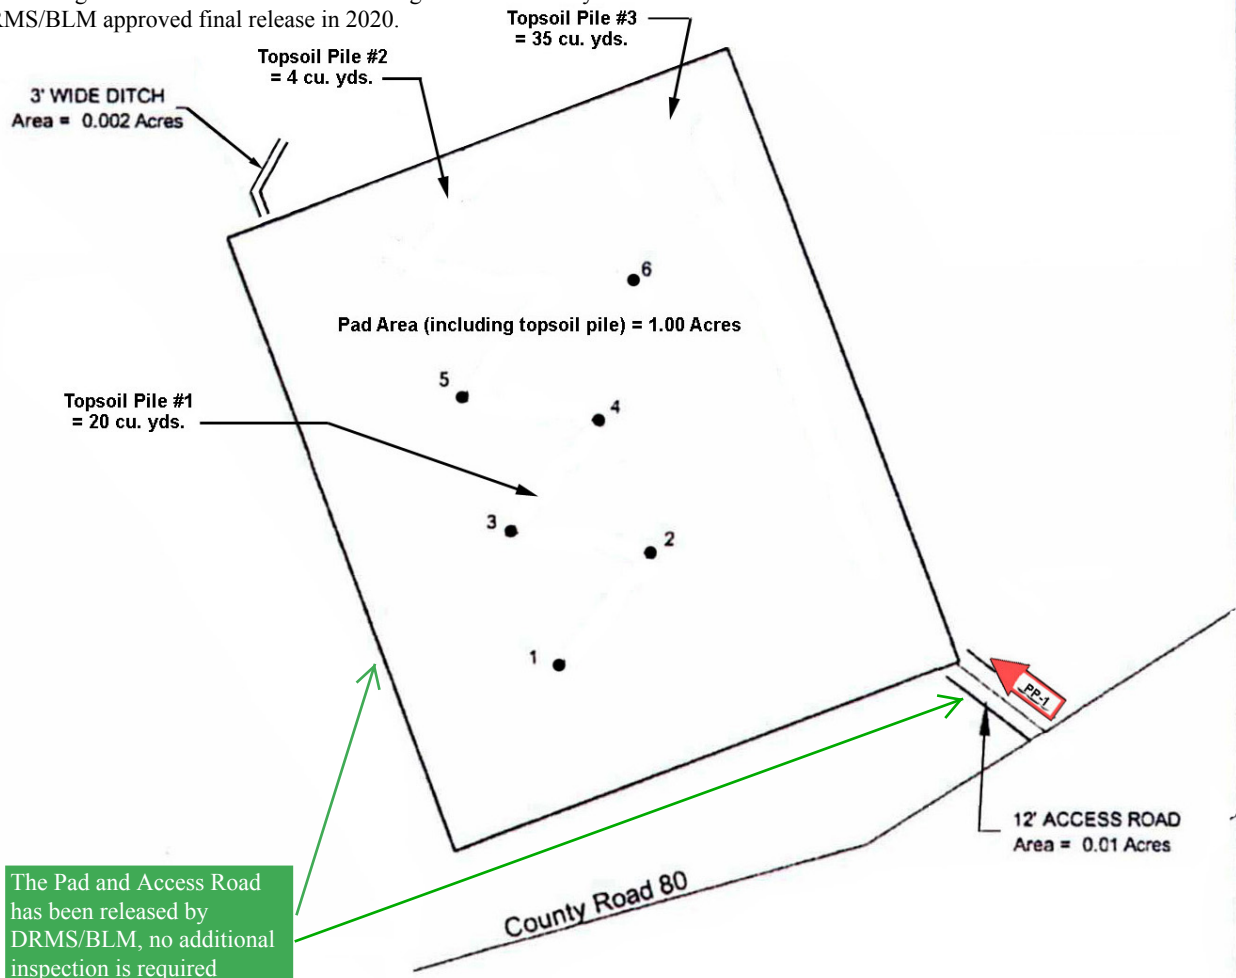 DRMS/BLM approved final release in 2020.
Topsoil Pile #3
= 35 cu. yds.
Topsoil Pile #2
= 4 cu. yds.
3' WIDE DITCH
Area = 0.002 Acres
6
Pad Area (including topsoil pile) = 1.00 Acres
5
4
Topsoil Pile #1
= 20 cu. yds.
3
2
1
PP-1
12' ACCESS ROAD
Area = 0.01 Acres
County Road 80
The Pad and Access Road
has been released by
DRMS/BLM, no additional
inspection is required